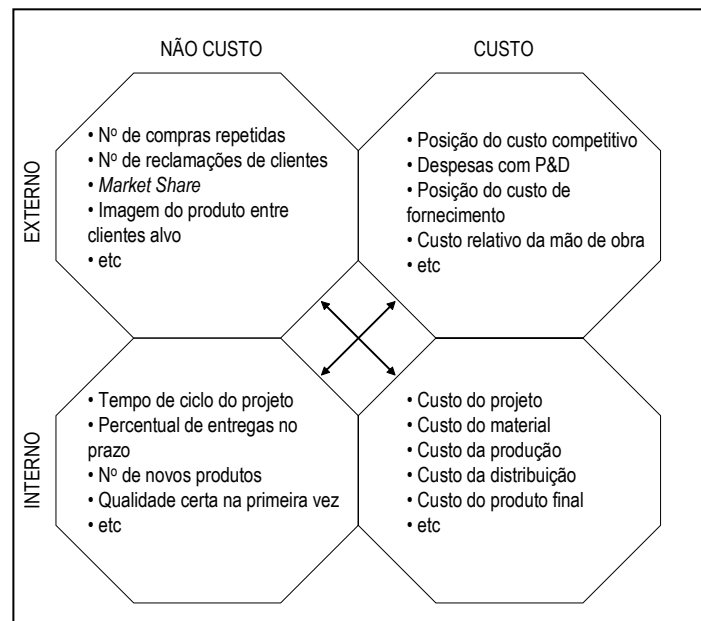 NÃO CUSTO
CUSTO
EXTERNO
• Nº de compras repetidas
• Nº de reclamações de clientes
• Market Share
• Imagem do produto entre
clientes alvo
• etc
• Posição do custo competitivo
• Despesas com P&D
• Posição do custo de
fornecimento
• Custo relativo da mão de obra
• etc
INTERNO
• Tempo de ciclo do projeto
• Percentual de entregas no
prazo
• Nº de novos produtos
• Qualidade certa na primeira vez
• etc
• Custo do projeto
• Custo do material
• Custo da produção
• Custo da distribuição
• Custo do produto final
• etc